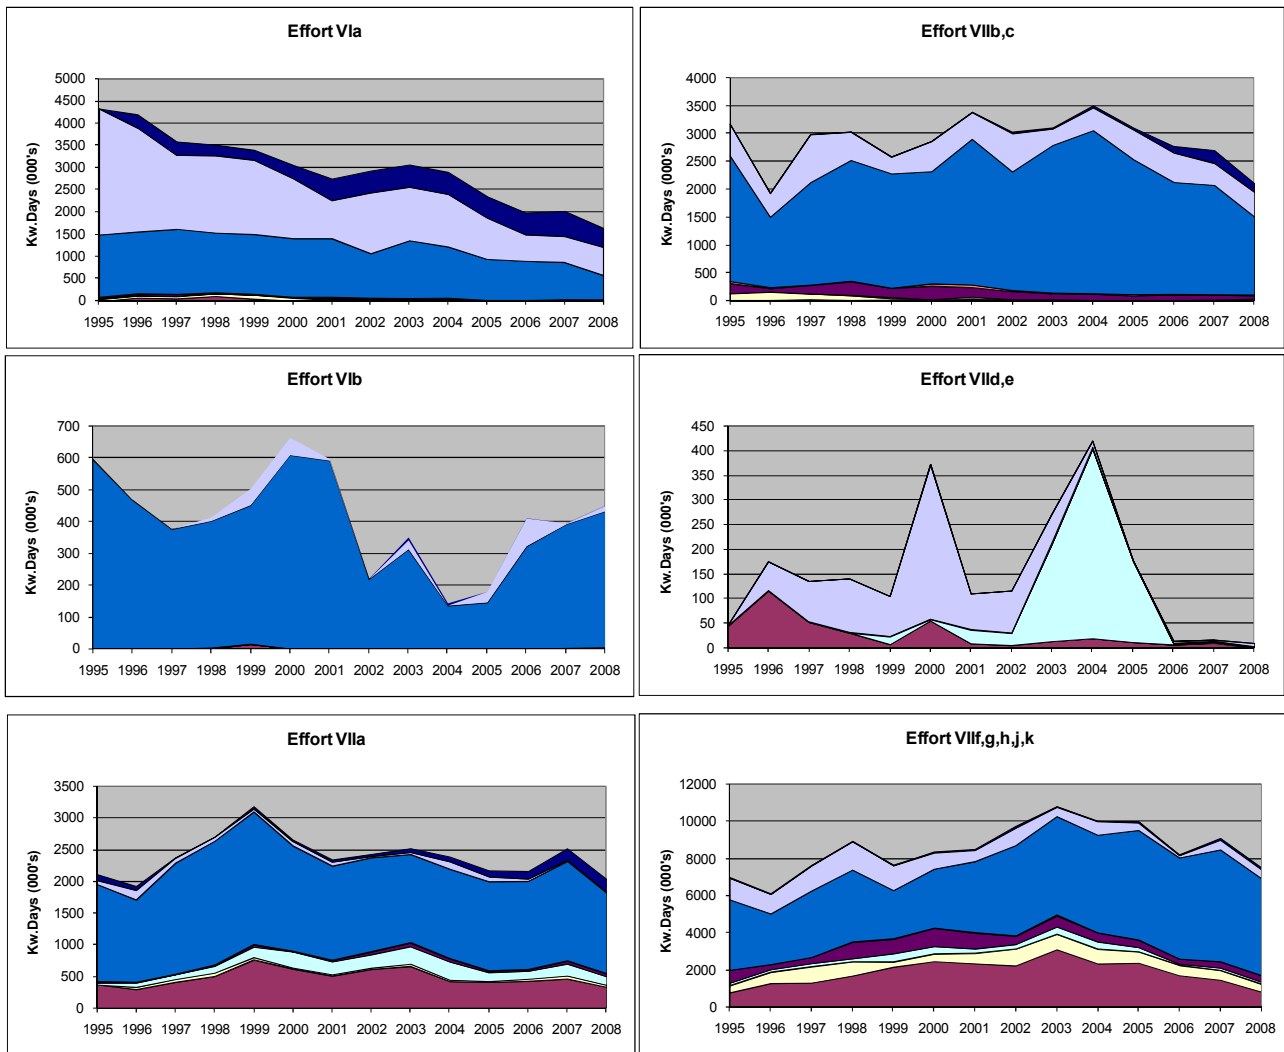 Effort VIa
Kw.Days (000's)
5000
4500
4000
3500
3000
2500
2000
1500
1000
500
0
1995 1996 1997 1998 1999 2000 2001 2002 2003 2004 2005 2006 2007 2008
Effort VIIb,c
Kw.Days (000's)
4000
3500
3000
2500
2000
1500
1000
500
0
1995 1996 1997 1998 1999 2000 2001 2002 2003 2004 2005 2006 2007 2008
Effort VIb
Kw.Days (000's)
700
600
500
400
300
200
100
0
1995 1996 1997 1998 1999 2000 2001 2002 2003 2004 2005 2006 2007 2008
Effort VIId,e
Kw.Days (000's)
450
400
350
300
250
200
150
100
50
0
1995 1996 1997 1998 1999 2000 2001 2002 2003 2004 2005 2006 2007 2008
Effort VIIa
Kw.Days (000's)
3500
3000
2500
2000
1500
1000
500
0
1995 1996 1997 1998 1999 2000 2001 2002 2003 2004 2005 2006 2007 2008
Effort VIIf,g,h,j,k
Kw.Days (000's)
12000
10000
8000
6000
4000
2000
0
1995 1996 1997 1998 1999 2000 2001 2002 2003 2004 2005 2006 2007 2008